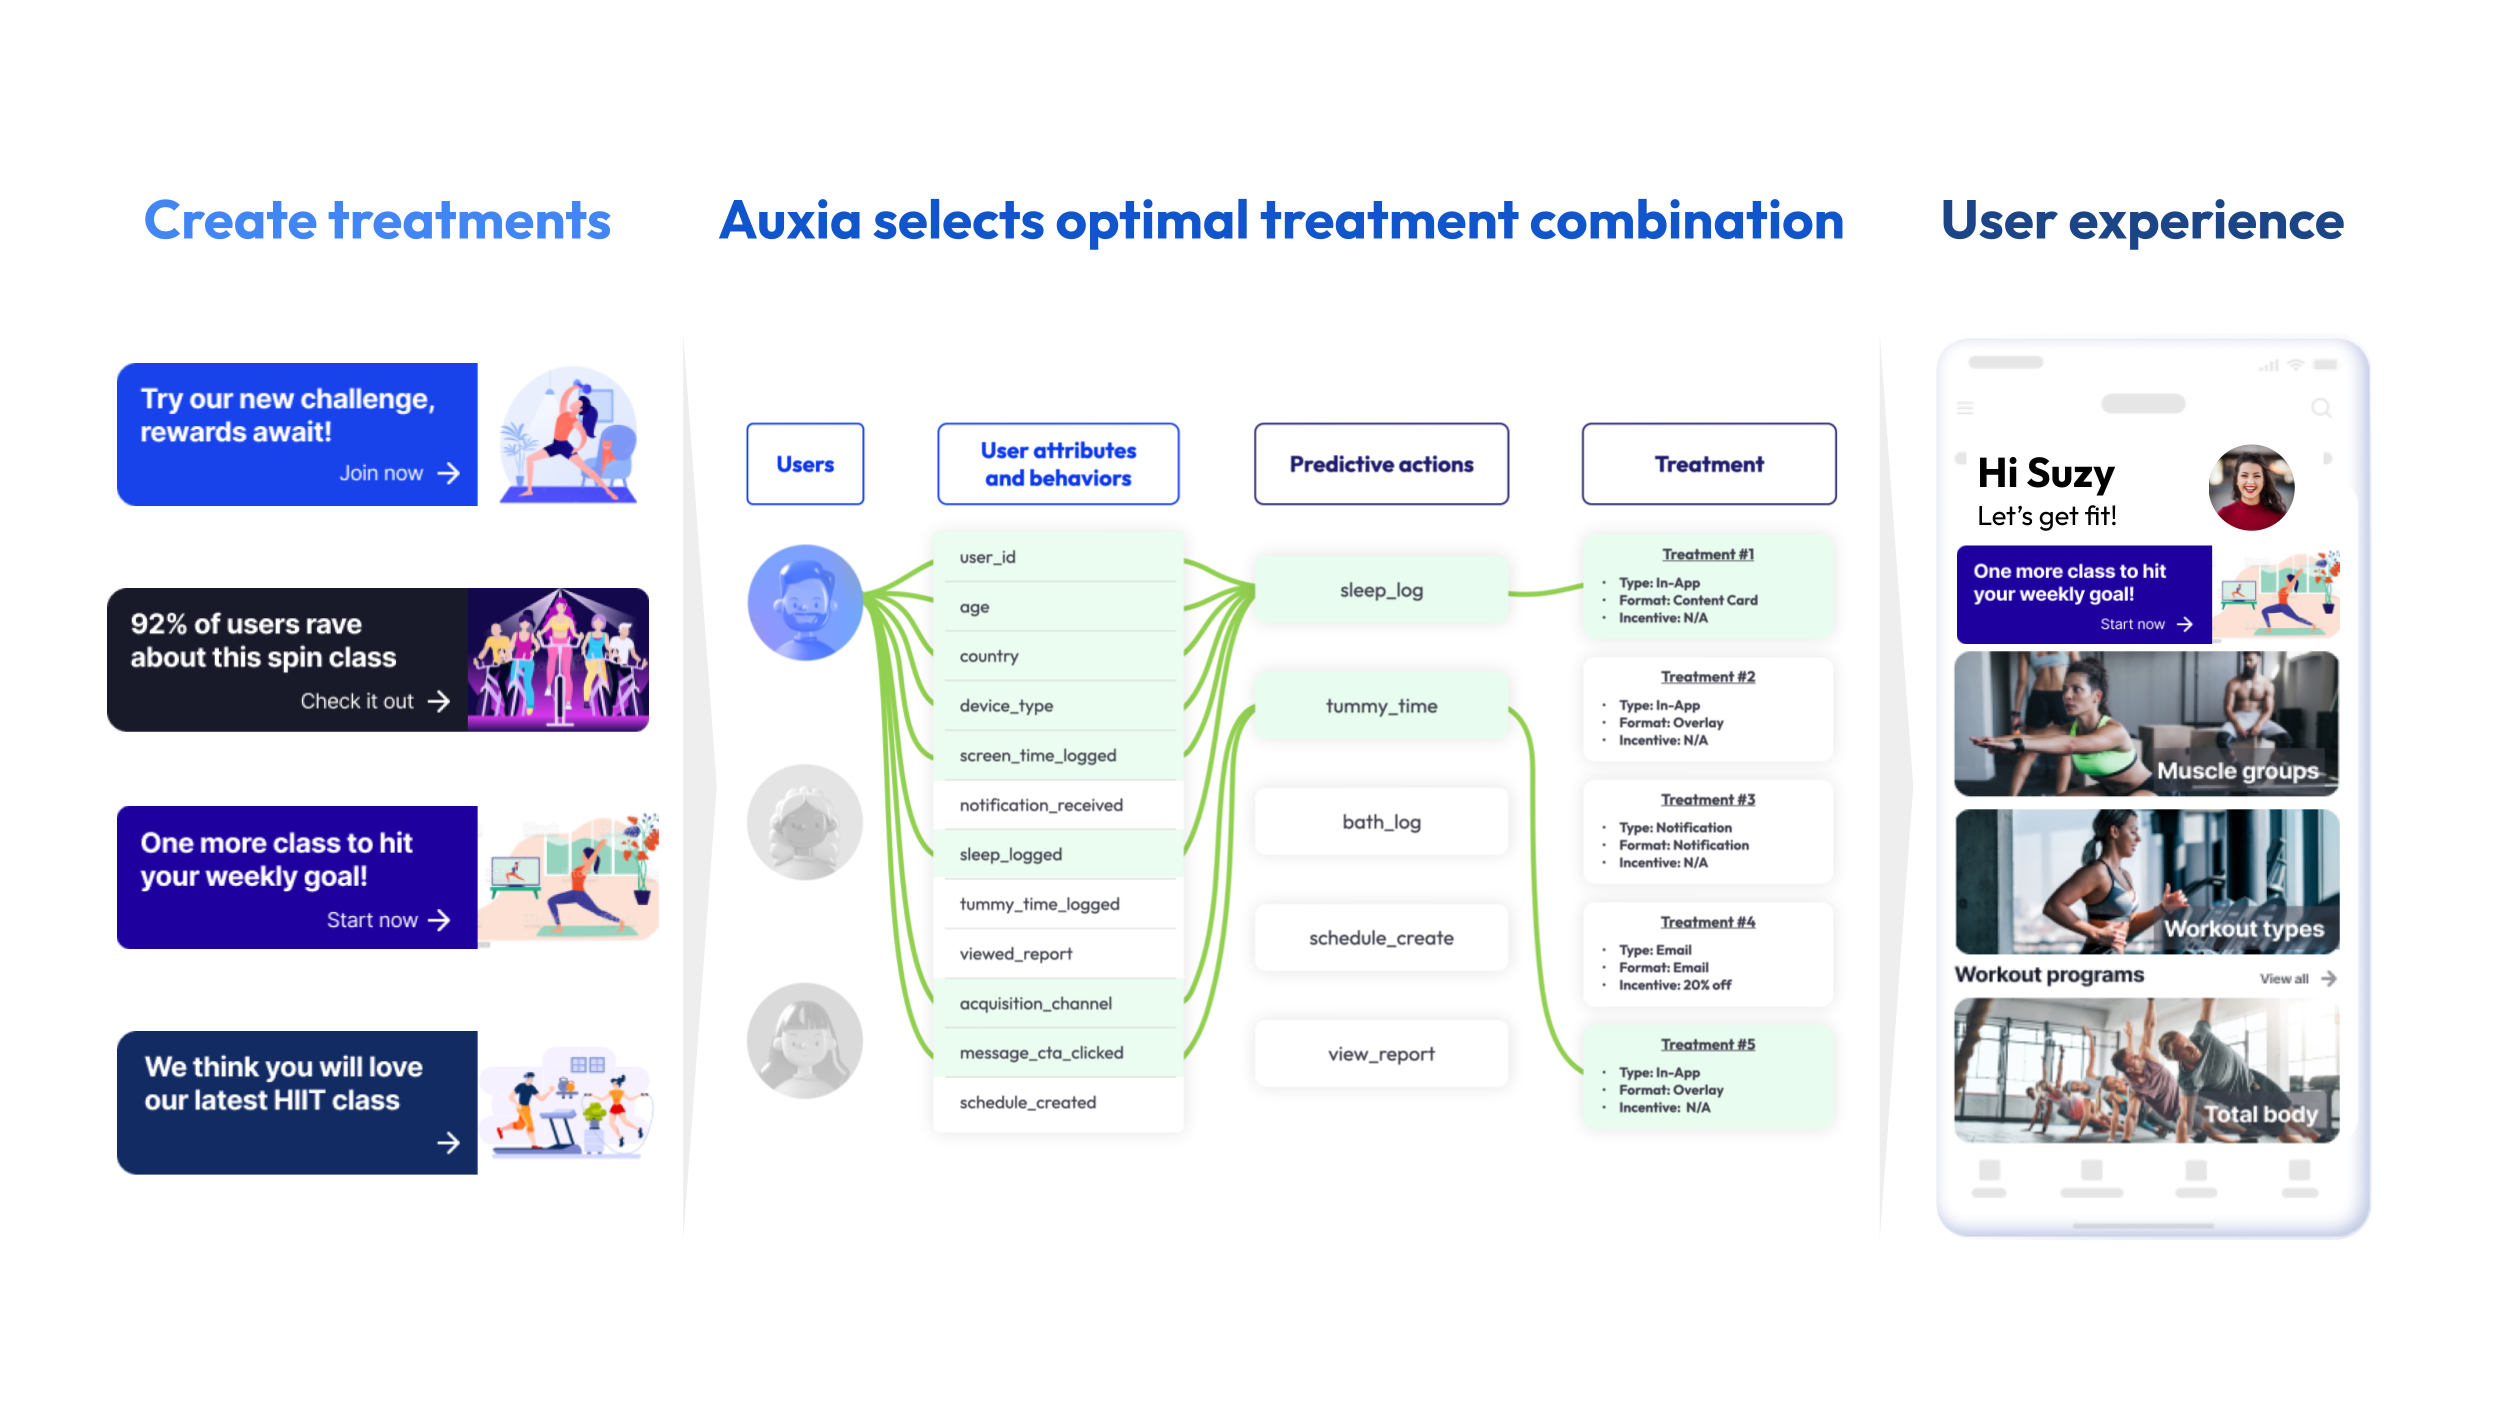 Create treatments
Auxia selects optimal treatment combination
User experience
Try our new challenge,
rewards await!
Join now
92% of users rave
about this spin class
Check it out
One more class to hit
your weekly goal!
Start now
We think you will love
our latest HIIT class
Users
User attributes
and behaviors
Predictive actions
Treatment
user_id
age
country
device_type
screen_time_logged
notification_received
sleep_logged
tummy_time_logged
viewed_report
acquisition_channel
message_cta_clicked
schedule_created
sleep_log
tummy_time
bath_log
schedule_create
view_report
Treatment #1
• Type: In-App
• Format: Content Card
• Incentive: N/A
Treatment #2
• Type: In-App
• Format: Overlay
• Incentive: N/A
Treatment #3
• Type: Notification
• Format: Notification
• Incentive: N/A
Treatment #4
• Type: Email
• Format: Email
• Incentive: 20% off
Treatment #5
• Type: In-App
• Format: Overlay
• Incentive: N/A
Hi Suzy
Let's get fit!
One more class to hit
your weekly goal!
Start now
Muscle groups
Workout types
Workout programs
View all
Total body